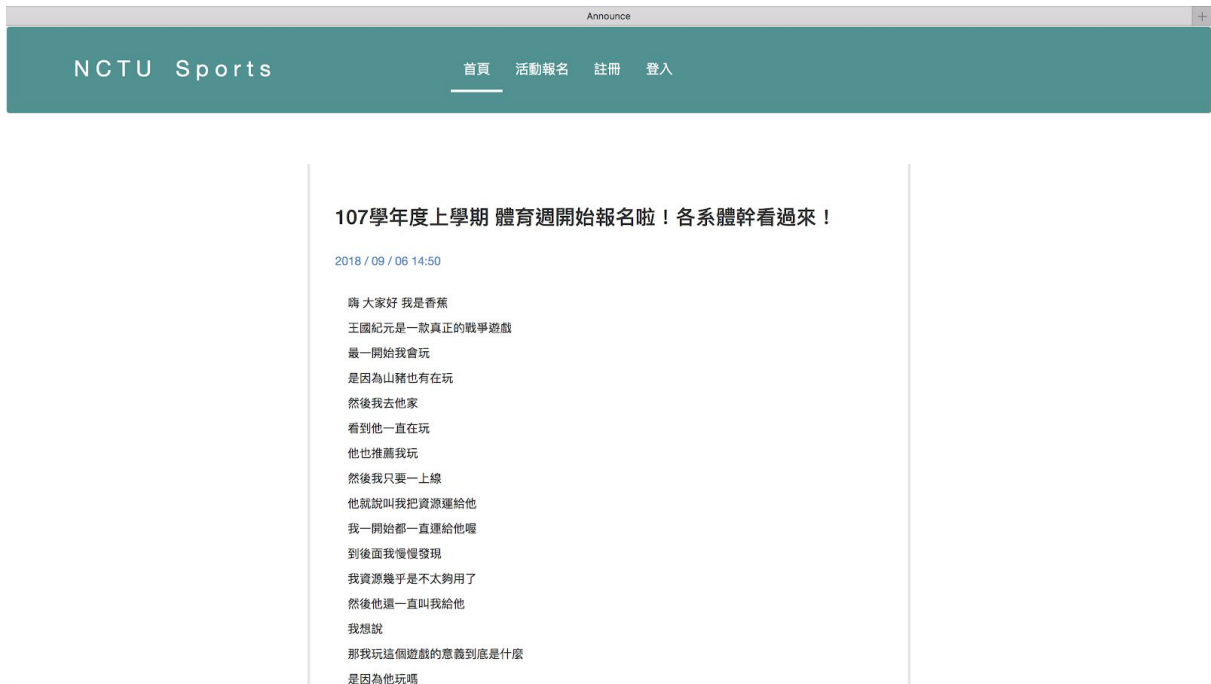 Announce
NCTU Sports
首頁 活動報名 註冊 登入
107學年度上學期 體育週開始報名啦！各系體幹看過來！
2018 / 09 / 06 14:50
嗨 大家好 我是香蕉
王國紀元是一款真正的戰爭遊戲
最一開始我會玩
是因為山豬也有在玩
然後我去他家
看到他一直在玩
他也推薦我玩
然後我只要一上線
他就說叫我把資源運給他
我一開始都一直運給他喔
到後面我慢慢發現
我資源幾乎是不太夠用了
然後他還一直叫我給他
我想說
那我玩這個遊戲的意義到底是什麼
是因為他玩嗎